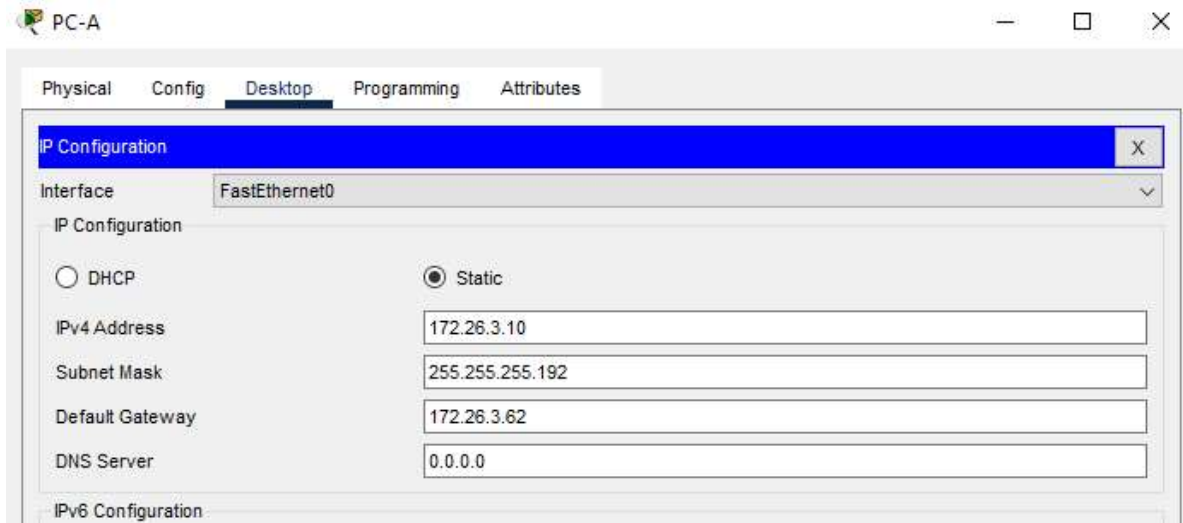 PC-A
Physical Config Desktop Programming Attributes
IP Configuration X
Interface FastEthernet0
IP Configuration
DHCP Static
IPv4 Address 172.26.3.10
Subnet Mask 255.255.255.192
Default Gateway 172.26.3.62
DNS Server 0.0.0.0
IPv6 Configuration